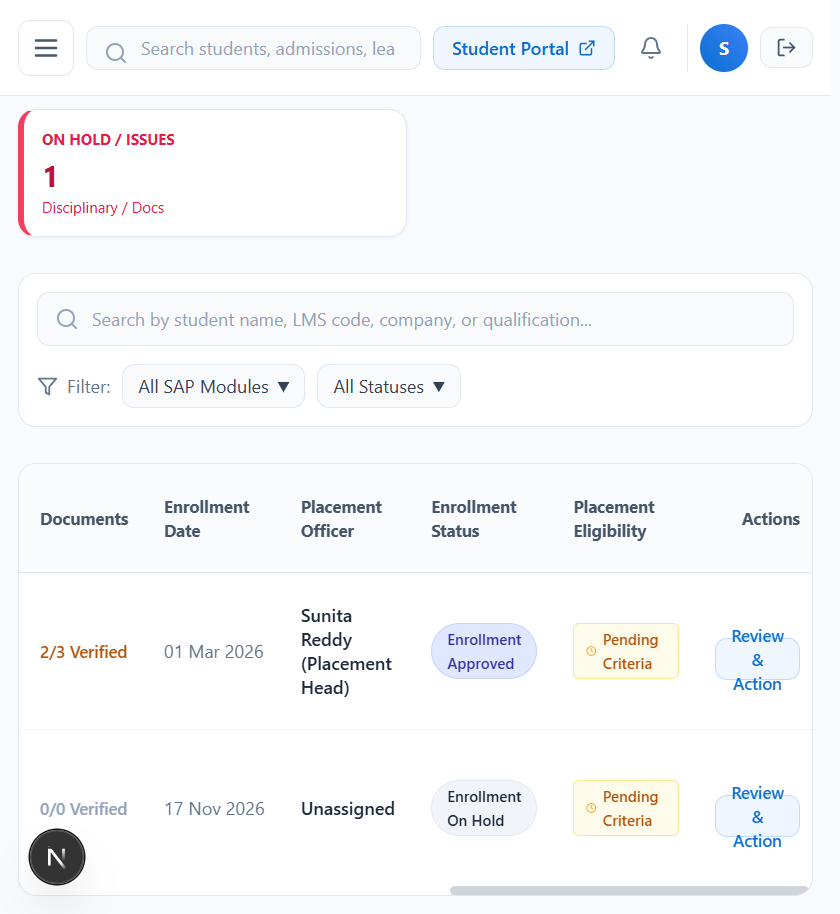 Search students, admissions, lea
Student Portal
S
ON HOLD / ISSUES
1
Disciplinary / Docs
Search by student name, LMS code, company, or qualification...
Filter:
All SAP Modules ▼
All Statuses ▼
Documents
Enrollment
Date
Placement
Officer
Enrollment
Status
Placement
Eligibility
Actions
2/3 Verified
01 Mar 2026
Sunita
Reddy
(Placement
Head)
Enrollment
Approved
Pending
Criteria
Review
&
Action
0/0 Verified
17 Nov 2026
Unassigned
Enrollment
On Hold
Pending
Criteria
Review
&
Action
N